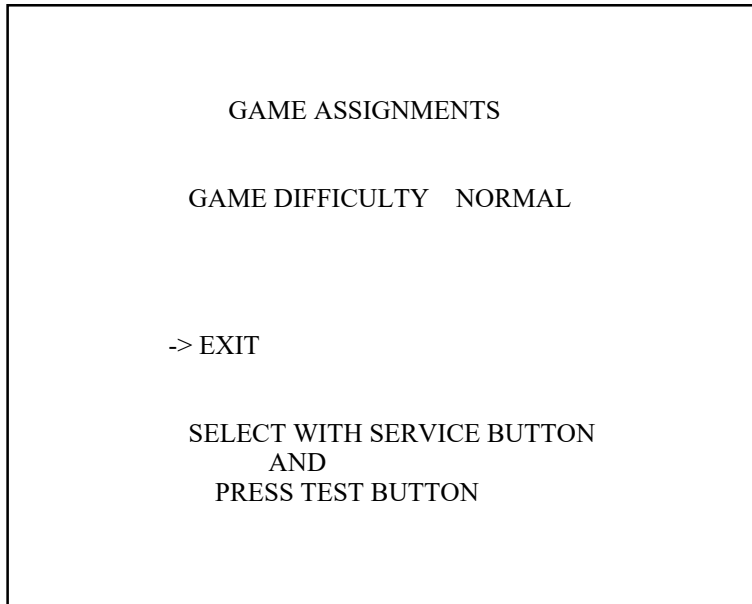 GAME ASSIGNMENTS
GAME DIFFICULTY NORMAL
-> EXIT
SELECT WITH SERVICE BUTTON
AND
PRESS TEST BUTTON